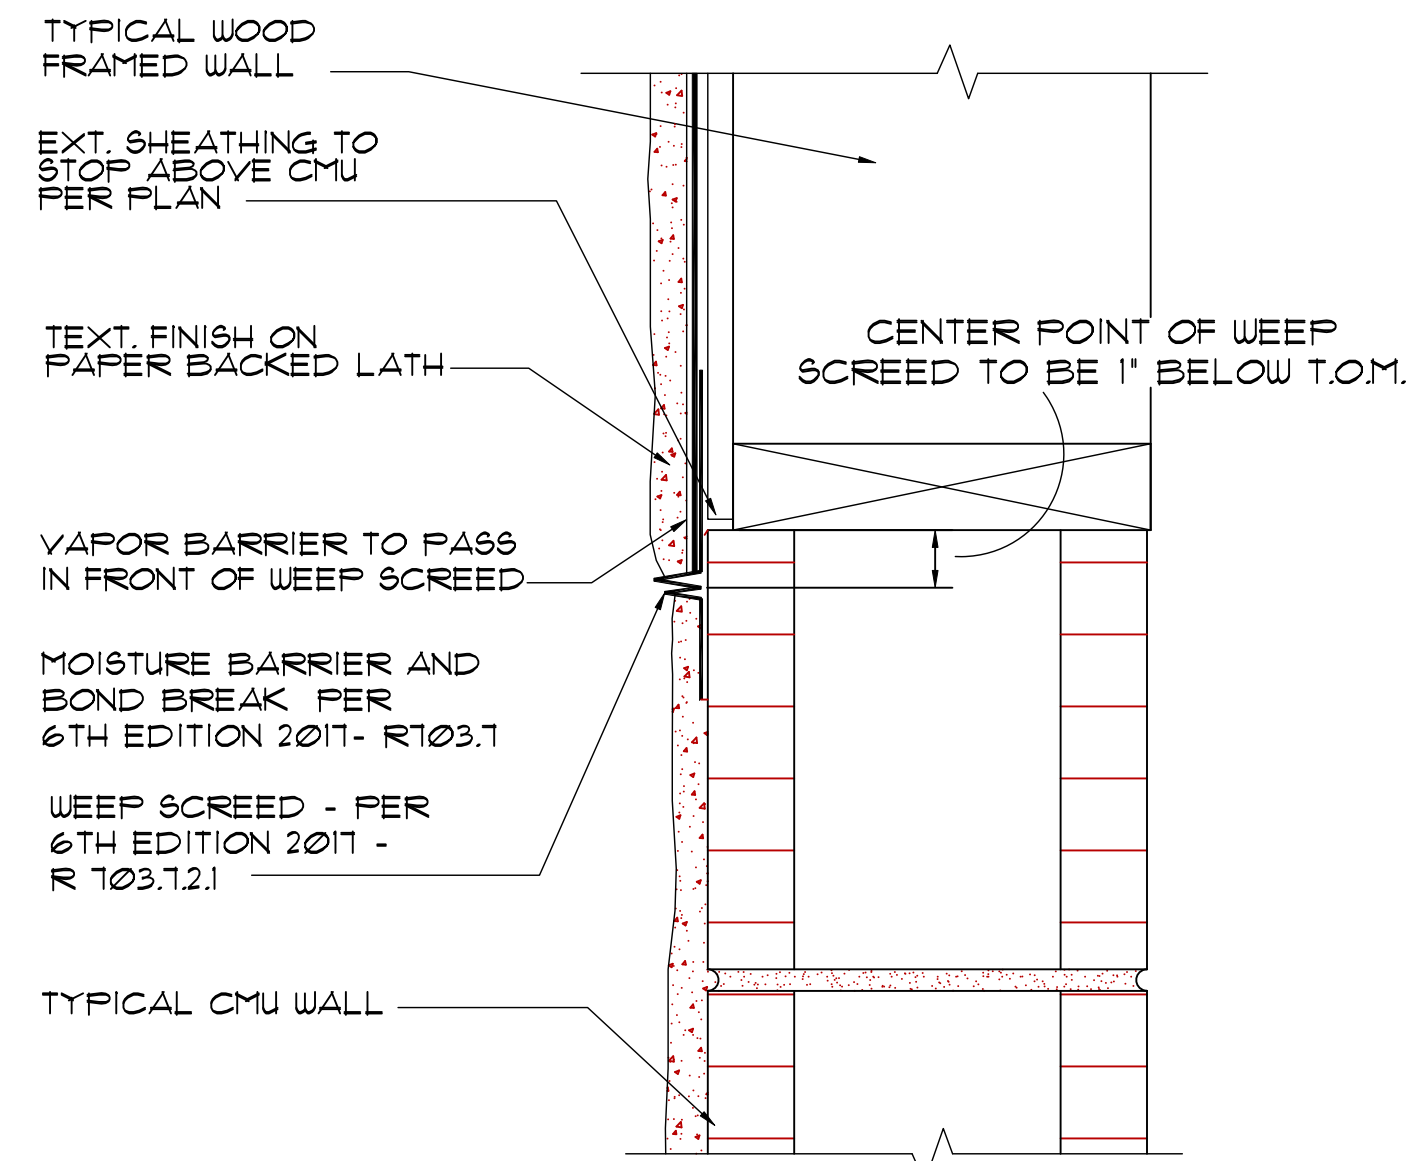 TYPICAL WOOD
FRAMED WALL
EXT. SHEATHING TO
STOP ABOVE CMU
PER PLAN
TEXT. FINISH ON
PAPER BACKED LATH
CENTER POINT OF WEEP
SCREED TO BE 1" BELOW T.O.M.
VAPOR BARRIER TO PASS
IN FRONT OF WEEP SCREED
MOISTURE BARRIER AND
BOND BREAK PER
6TH EDITION 2017- R703.7
WEEP SCREED - PER
6TH EDITION 2017 -
R 703.7.2.1
TYPICAL CMU WALL